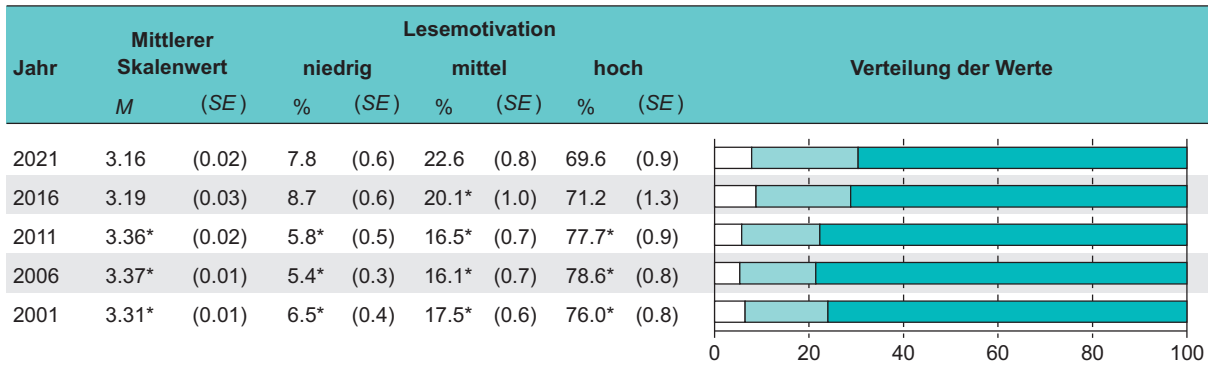 Lesemotivation
Mittlerer
Jahr Skalenwert niedrig mittel hoch Verteilung der Werte
M (SE) % (SE) % (SE) % (SE)
2021 3.16 (0.02) 7.8 (0.6) 22.6 (0.8) 69.6 (0.9)
2016 3.19 (0.03) 8.7 (0.6) 20.1* (1.0) 71.2 (1.3)
2011 3.36* (0.02) 5.8* (0.5) 16.5* (0.7) 77.7* (0.9)
2006 3.37* (0.01) 5.4* (0.3) 16.1* (0.7) 78.6* (0.8)
2001 3.31* (0.01) 6.5* (0.4) 17.5* (0.6) 76.0* (0.8)
0 20 40 60 80 100